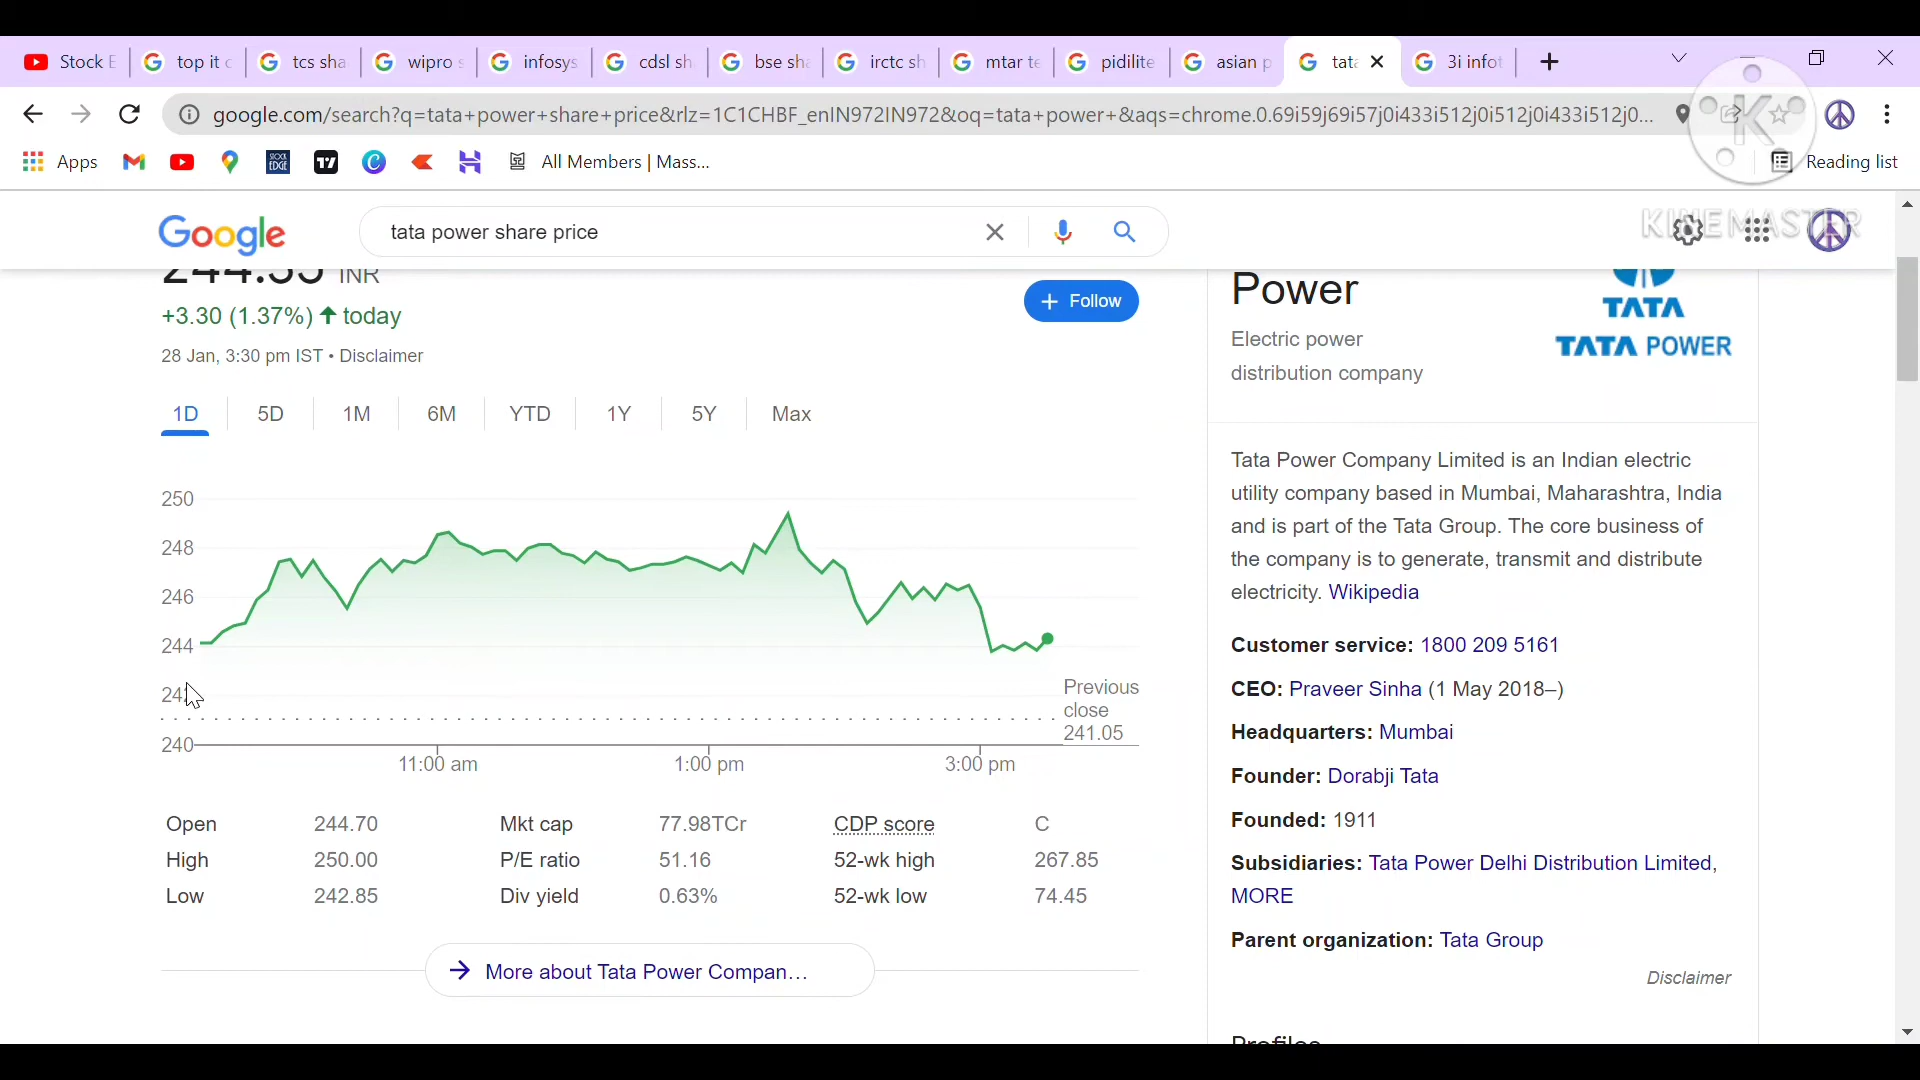 Stock E
top it c
tcs sha
wipro s
infosys
cdsl sh
bse sha
irctc sh
mtar te
pidilite
asian p
tata
3i infot
google.com/search?q=tata+power+share+price&rlz=1C1CHBF_enIN972IN972&oq=tata+power+&aqs=chrome.0.69i59j69i57j0i433i512j0i512j0i433i512j0...
K
Apps
STOCK
EDGE
All Members | Mass...
Reading list
Google
tata power share price
KINEMASTER
244.35 INR
+3.30 (1.37%) today
28 Jan, 3:30 pm IST • Disclaimer
+ Follow
1D 5D 1M 6M YTD 1Y 5Y Max
250
248
246
244
242
240
Previous
close
241.05
11:00 am 1:00 pm 3:00 pm
Open 244.70 Mkt cap 77.98TCr CDP score C
High 250.00 P/E ratio 51.16 52-wk high 267.85
Low 242.85 Div yield 0.63% 52-wk low 74.45
More about Tata Power Compan...
Power
Electric power
distribution company
TATA
TATA POWER
Tata Power Company Limited is an Indian electric
utility company based in Mumbai, Maharashtra, India
and is part of the Tata Group. The core business of
the company is to generate, transmit and distribute
electricity. Wikipedia
Customer service: 1800 209 5161
CEO: Praveer Sinha (1 May 2018–)
Headquarters: Mumbai
Founder: Dorabji Tata
Founded: 1911
Subsidiaries: Tata Power Delhi Distribution Limited,
MORE
Parent organization: Tata Group
Disclaimer
Profiles